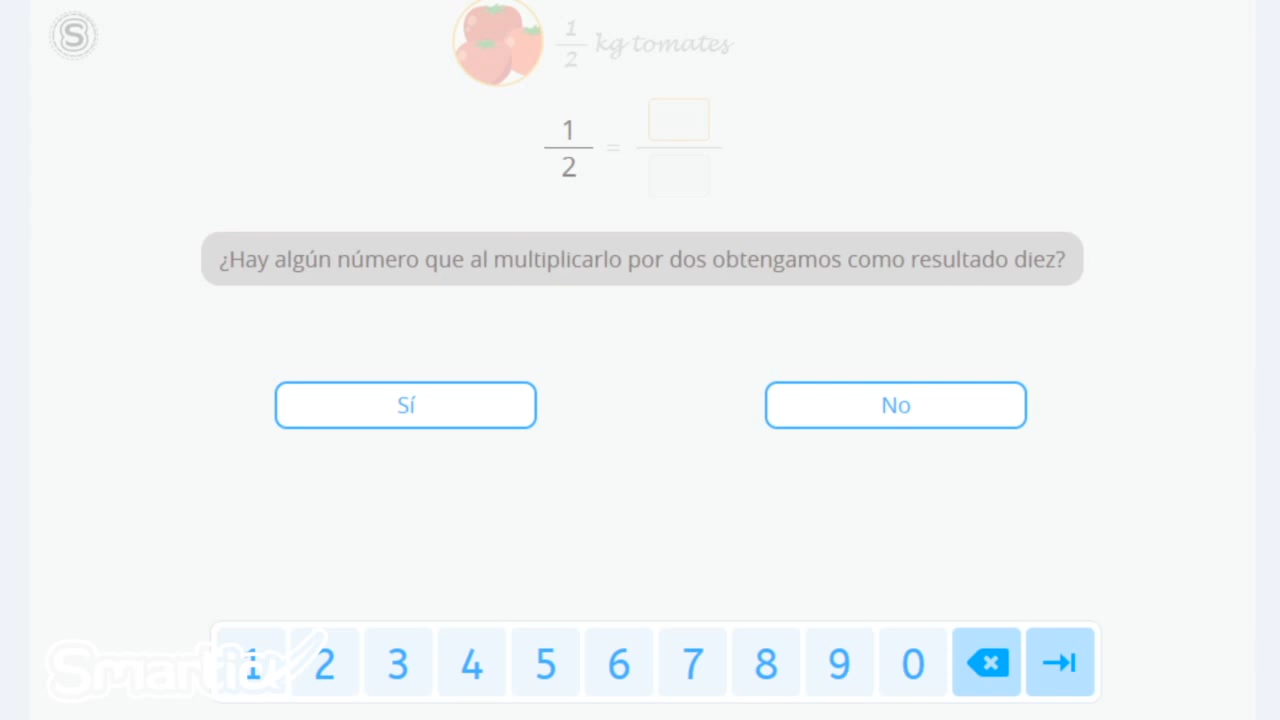 S
1
2
kg tomates
1
2
=
¿Hay algún número que al multiplicarlo por dos obtengamos como resultado diez?
Sí No
1 2 3 4 5 6 7 8 9 0
Smartick